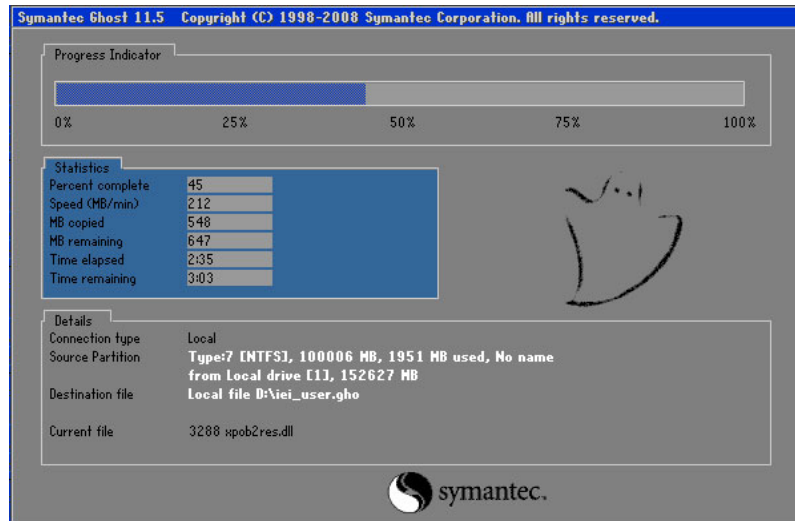 Symantec Ghost 11.5 Copyright (C) 1998-2008 Symantec Corporation. All rights reserved.
Progress Indicator
0% 25% 50% 75% 100%
Statistics
Percent complete 45
Speed (MB/min) 212
MB copied 548
MB remaining 647
Time elapsed 2:35
Time remaining 3:03
Details
Connection type Local
Source Partition Type:7 [NTFS], 100006 MB, 1951 MB used, No name
from Local drive [1], 152627 MB
Destination file Local file D:\iei_user.gho
Current file 3288 xpob2res.dll
symantec.